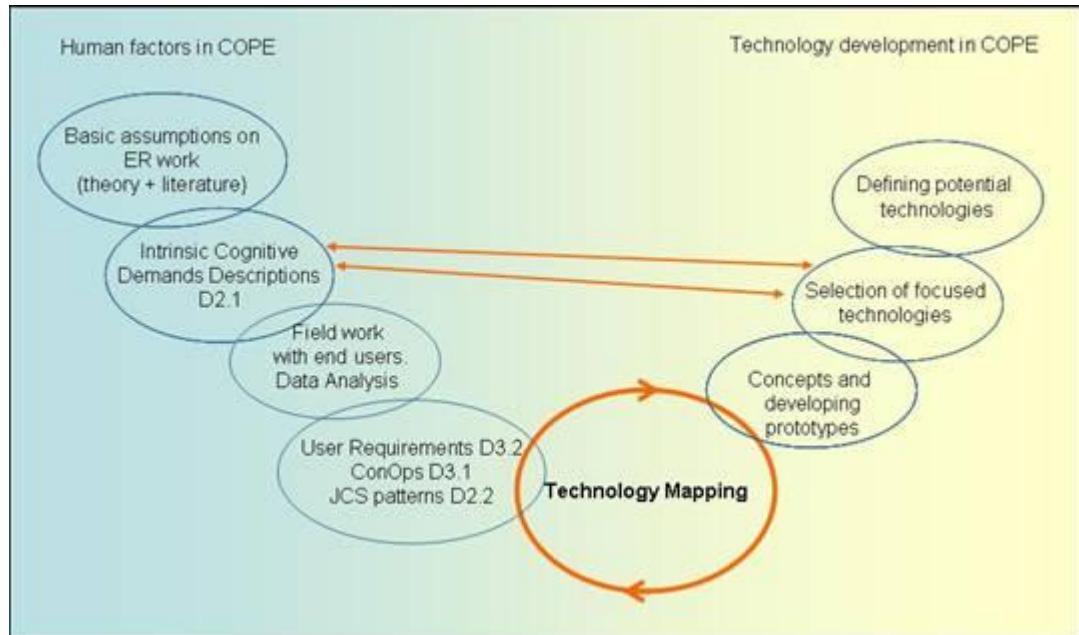 Human factors in COPE
Technology development in COPE
Basic assumptions on
ER work
(theory + literature)
Intrinsic Cognitive
Demands Descriptions
D2.1
Field work
with end users.
Data Analysis
User Requirements D3.2
ConOps D3.1
JCS patterns D2.2
Technology Mapping
Defining potential
technologies
Selection of focused
technologies
Concepts and
developing
prototypes